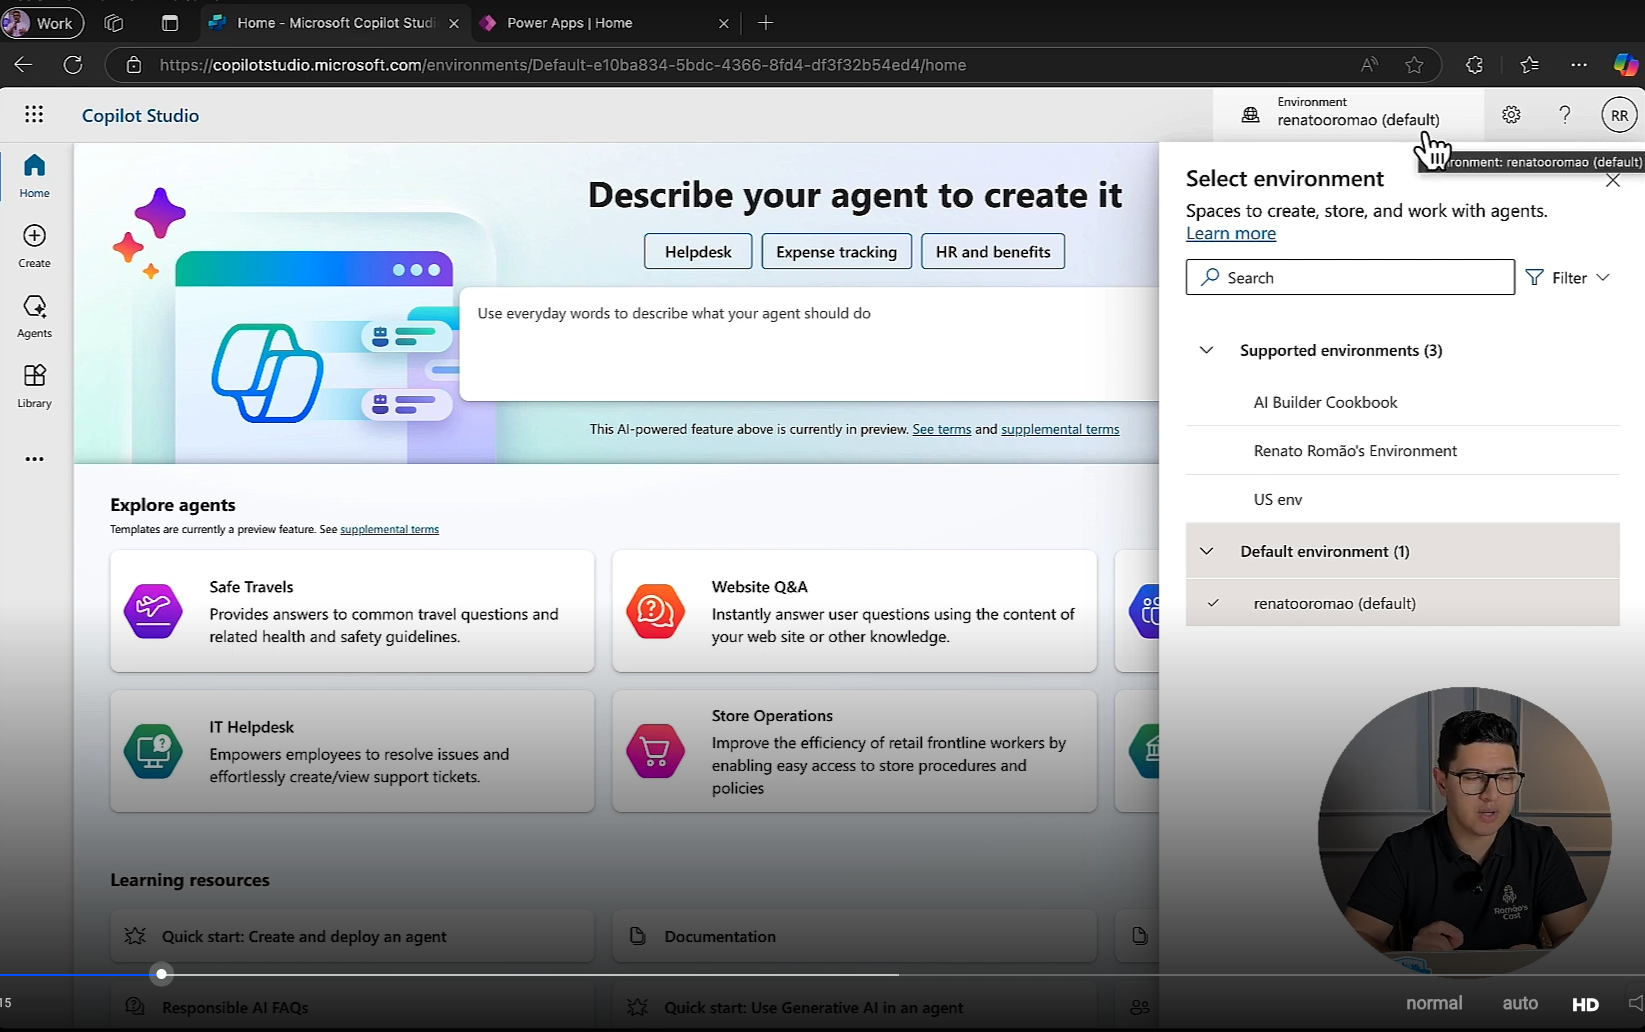 Work
Home - Microsoft Copilot Studi
Power Apps | Home
https://copilotstudio.microsoft.com/environments/Default-e10ba834-5bdc-4366-8fd4-df3f32b54ed4/home
Copilot Studio
Environment
renatooromao (default)
RR
ronment: renatooromao (default)
Home
Create
Agents
Library
Describe your agent to create it
Helpdesk
Expense tracking
HR and benefits
Use everyday words to describe what your agent should do
This AI-powered feature above is currently in preview. See terms and supplemental terms
Explore agents
Templates are currently a preview feature. See supplemental terms
Safe Travels
Provides answers to common travel questions and
related health and safety guidelines.
Website Q&A
Instantly answer user questions using the content of
your web site or other knowledge.
IT Helpdesk
Empowers employees to resolve issues and
effortlessly create/view support tickets.
Store Operations
Improve the efficiency of retail frontline workers by
enabling easy access to store procedures and
policies
Learning resources
Quick start: Create and deploy an agent
Documentation
Responsible AI FAQs
Quick start: Use Generative AI in an agent
Select environment
Spaces to create, store, and work with agents.
Learn more
Search
Filter
Supported environments (3)
AI Builder Cookbook
Renato Romão's Environment
US env
Default environment (1)
renatooromao (default)
Romão's
Cast
15
normal
auto
HD